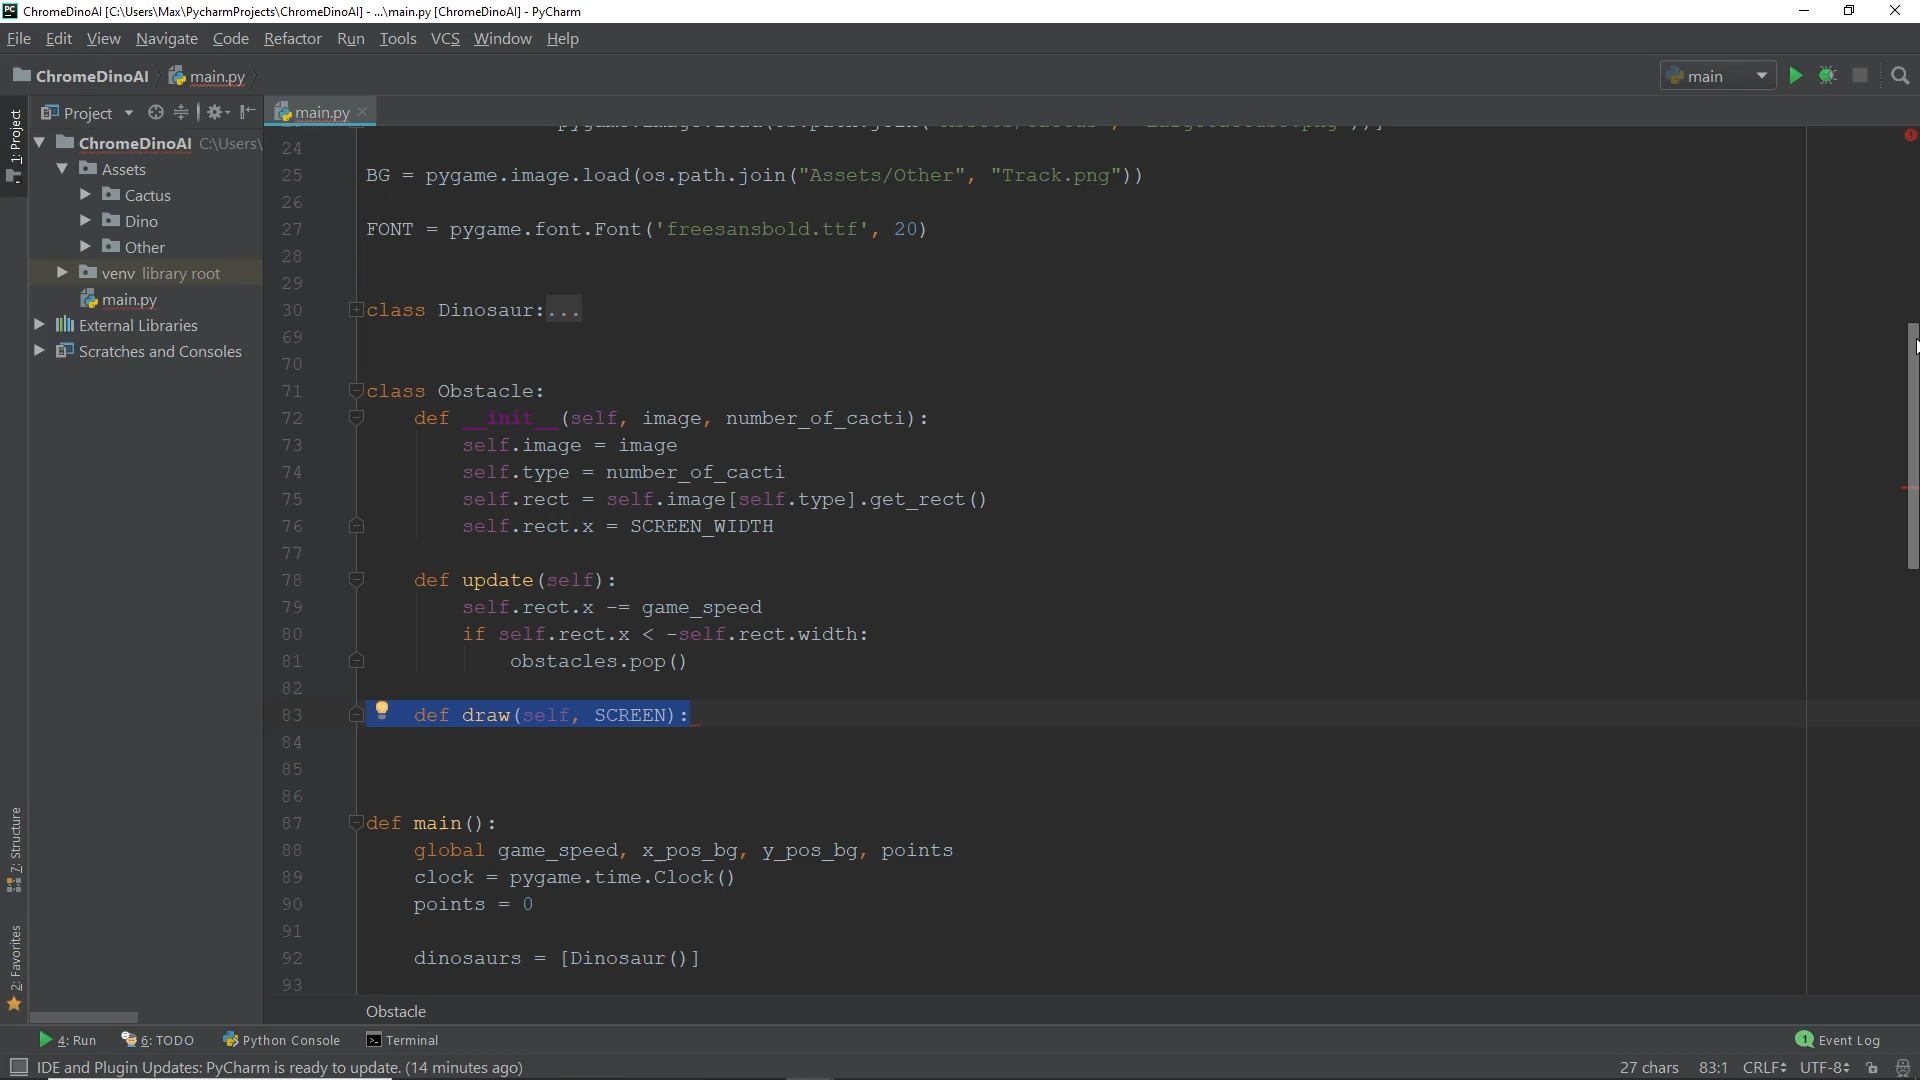 ChromeDinoAI [C:\Users\Max\PycharmProjects\ChromeDinoAI] - ...\main.py [ChromeDinoAI] - PyCharm
File Edit View Navigate Code Refactor Run Tools VCS Window Help
ChromeDinoAI main.py main
Project main.py
1: Project
ChromeDinoAI C:\Users\
Assets
Cactus
Dino
Other
venv library root
main.py
External Libraries
Scratches and Consoles
7: Structure
2: Favorites
24
25 BG = pygame.image.load(os.path.join("Assets/Other", "Track.png"))
26
27 FONT = pygame.font.Font('freesansbold.ttf', 20)
28
29
30 class Dinosaur:...
69
70
71 class Obstacle:
72 def __init__(self, image, number_of_cacti):
73 self.image = image
74 self.type = number_of_cacti
75 self.rect = self.image[self.type].get_rect()
76 self.rect.x = SCREEN_WIDTH
77
78 def update(self):
79 self.rect.x -= game_speed
80 if self.rect.x < -self.rect.width:
81 obstacles.pop()
82
83 def draw(self, SCREEN):
84
85
86
87 def main():
88 global game_speed, x_pos_bg, y_pos_bg, points
89 clock = pygame.time.Clock()
90 points = 0
91
92 dinosaurs = [Dinosaur()]
93
Obstacle
4: Run 6: TODO Python Console Terminal 1 Event Log
IDE and Plugin Updates: PyCharm is ready to update. (14 minutes ago) 27 chars 83:1 CRLF UTF-8